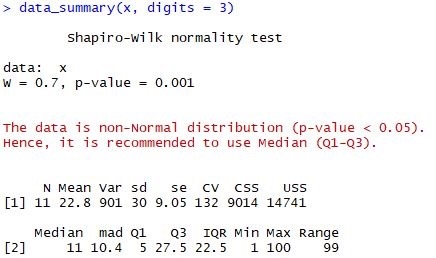 > data_summary(x, digits = 3)
Shapiro-Wilk normality test
data: x
W = 0.7, p-value = 0.001
The data is non-Normal distribution (p-value < 0.05).
Hence, it is recommended to use Median (Q1-Q3).
N Mean Var sd se CV CSS USS
[1] 11 22.8 901 30 9.05 132 9014 14741
Median mad Q1 Q3 IQR Min Max Range
[2] 11 10.4 5 27.5 22.5 1 100 99